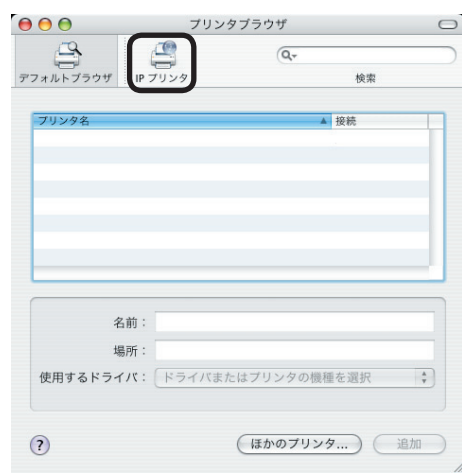 プリンタブラウザ
デフォルトブラウザ IP プリンタ 検索
プリンタ名 接続
名前：
場所：
使用するドライバ： ドライバまたはプリンタの機種を選択
? ほかのプリンタ... 追加